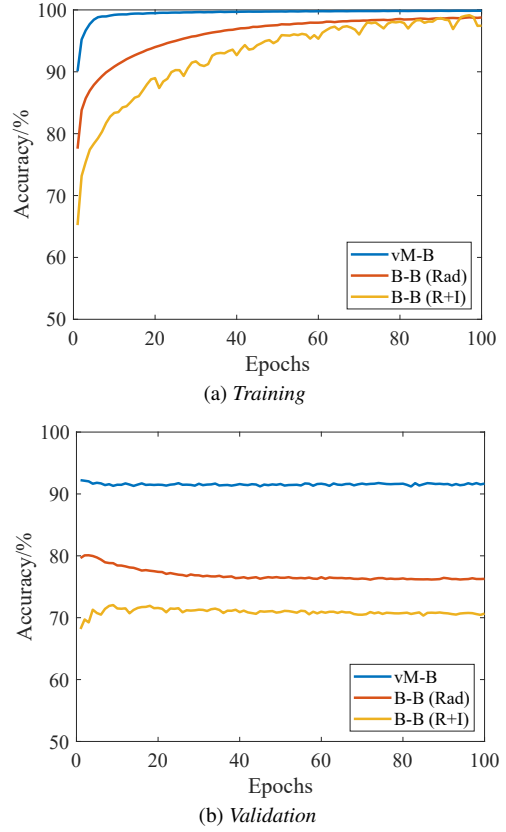 100
90
80
70
60
50
Accuracy/%
0
20
40
60
80
100
Epochs
vM-B
B-B (Rad)
B-B (R+I)
(a) Training
100
90
80
70
60
50
Accuracy/%
0
20
40
60
80
100
Epochs
vM-B
B-B (Rad)
B-B (R+I)
(b) Validation